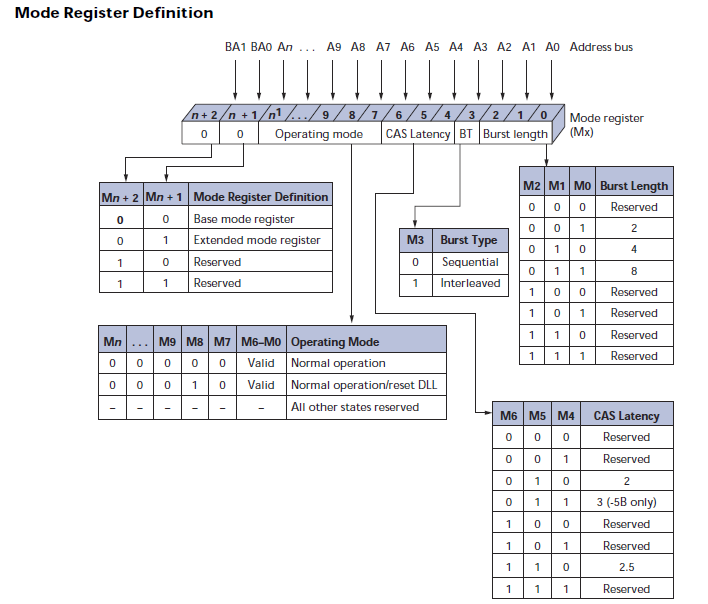 Mode Register Definition
BA1 BA0 An ... A9 A8 A7 A6 A5 A4 A3 A2 A1 A0 Address bus
n + 2 n + 1 n1 ... 9 8 7 6 5 4 3 2 1 0 Mode register (Mx)
0 0 Operating mode CAS Latency BT Burst length
Mn + 2 Mn + 1 Mode Register Definition
0 0 Base mode register
0 1 Extended mode register
1 0 Reserved
1 1 Reserved
M3 Burst Type
0 Sequential
1 Interleaved
M2 M1 M0 Burst Length
0 0 0 Reserved
0 0 1 2
0 1 0 4
0 1 1 8
1 0 0 Reserved
1 0 1 Reserved
1 1 0 Reserved
1 1 1 Reserved
Mn ... M9 M8 M7 M6–M0 Operating Mode
0 0 0 0 0 Valid Normal operation
0 0 0 1 0 Valid Normal operation/reset DLL
– – – – – – All other states reserved
M6 M5 M4 CAS Latency
0 0 0 Reserved
0 0 1 Reserved
0 1 0 2
0 1 1 3 (-5B only)
1 0 0 Reserved
1 0 1 Reserved
1 1 0 2.5
1 1 1 Reserved